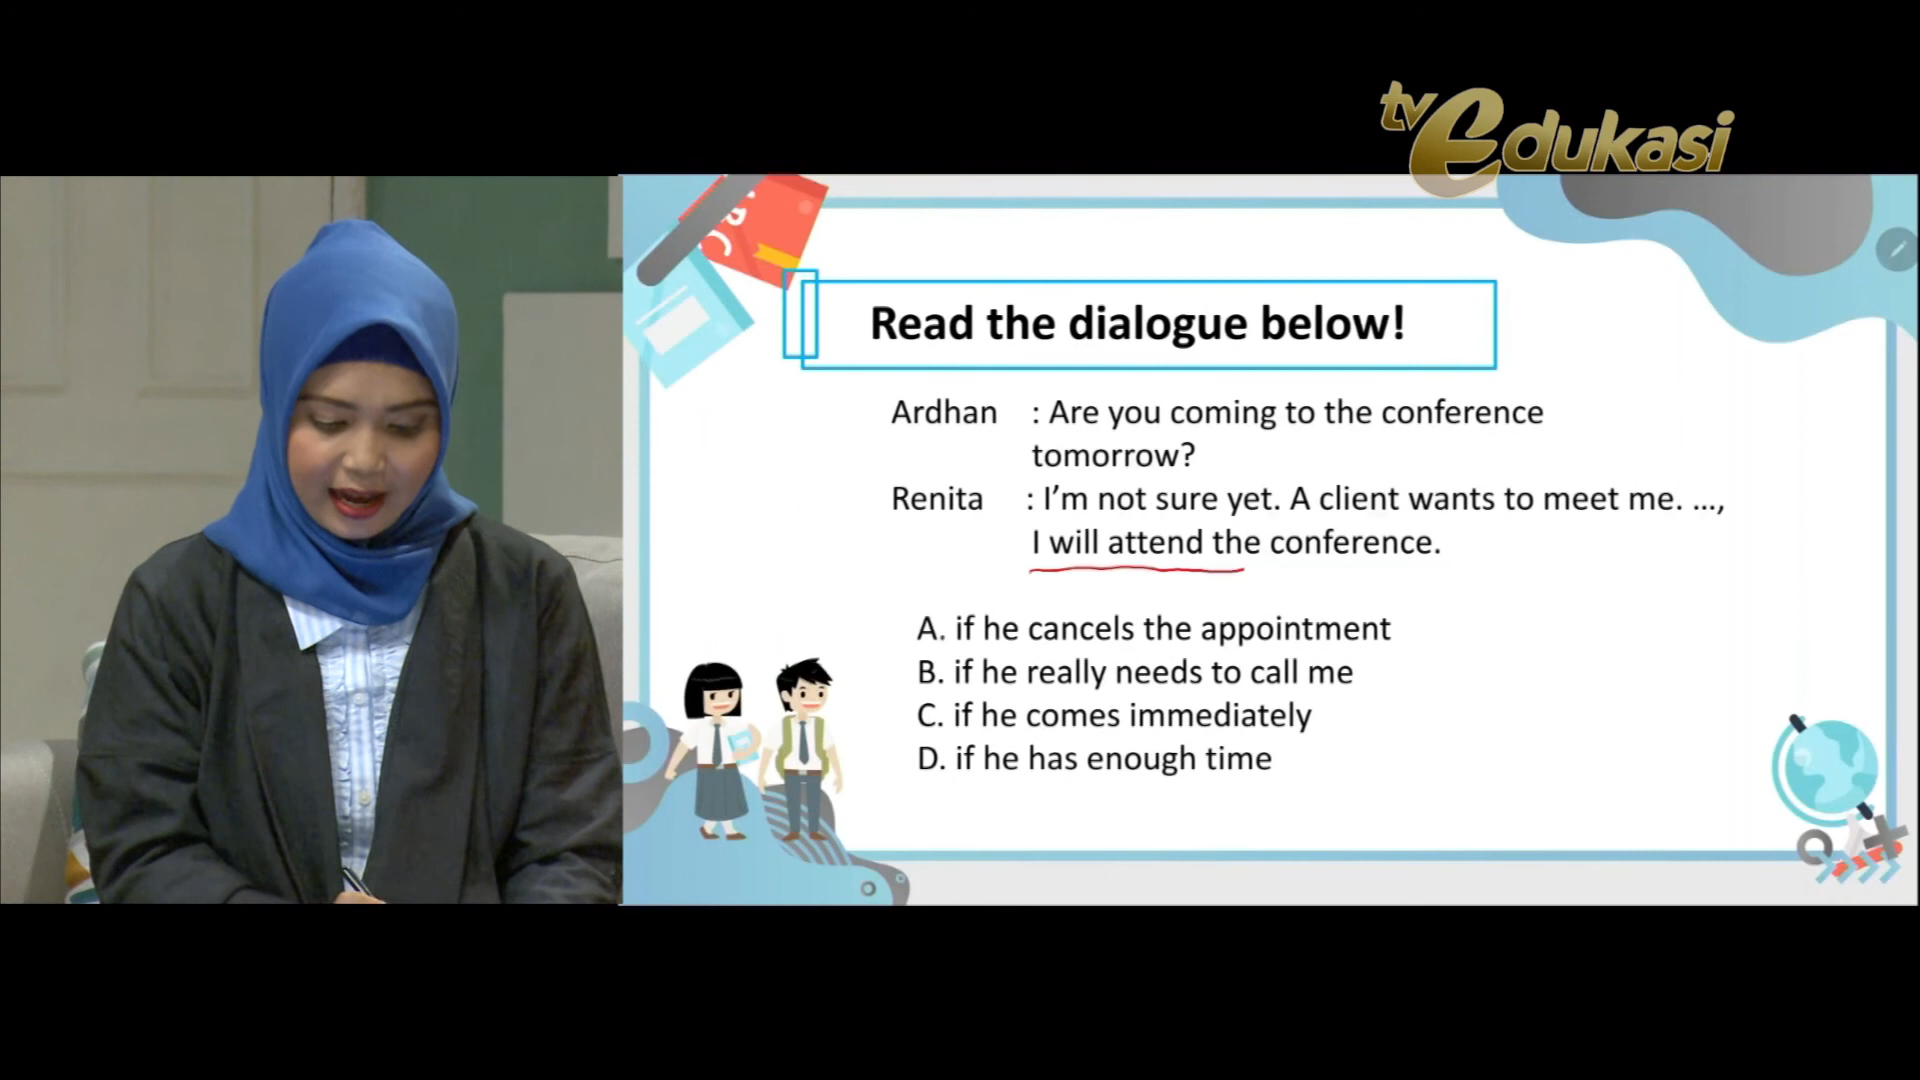 tv edukasi
Read the dialogue below!
Ardhan : Are you coming to the conference
tomorrow?
Renita : I’m not sure yet. A client wants to meet me. ...,
I will attend the conference.
A. if he cancels the appointment
B. if he really needs to call me
C. if he comes immediately
D. if he has enough time